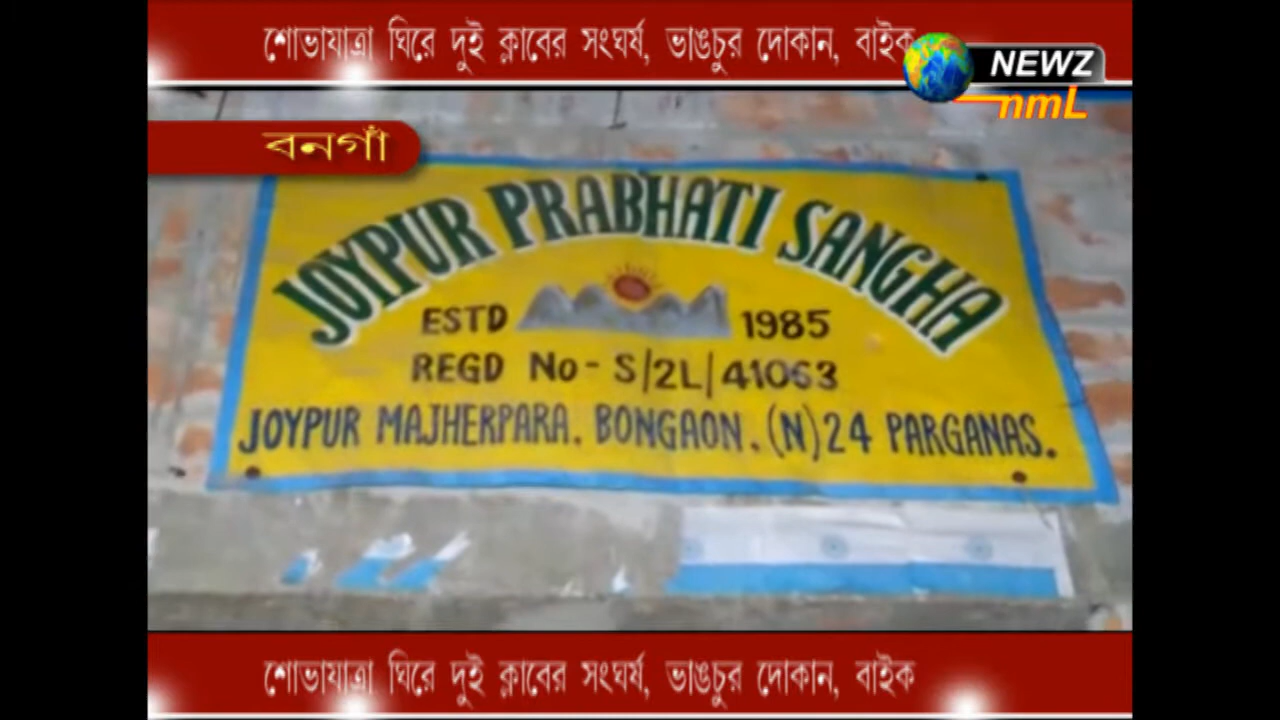 শোভাযাত্রা ঘিরে দুই ক্লাবের সংঘর্ষ, ভাঙচুর দোকান, বাইক
NEWZ
nmL
বনগাঁ
JOYPUR PRABHATI SANGHA
ESTD 1985
REGD No - S/2L/41063
JOYPUR MAJHERPARA. BONGAON. (N) 24 PARGANAS.
শোভাযাত্রা ঘিরে দুই ক্লাবের সংঘর্ষ, ভাঙচুর দোকান, বাইক